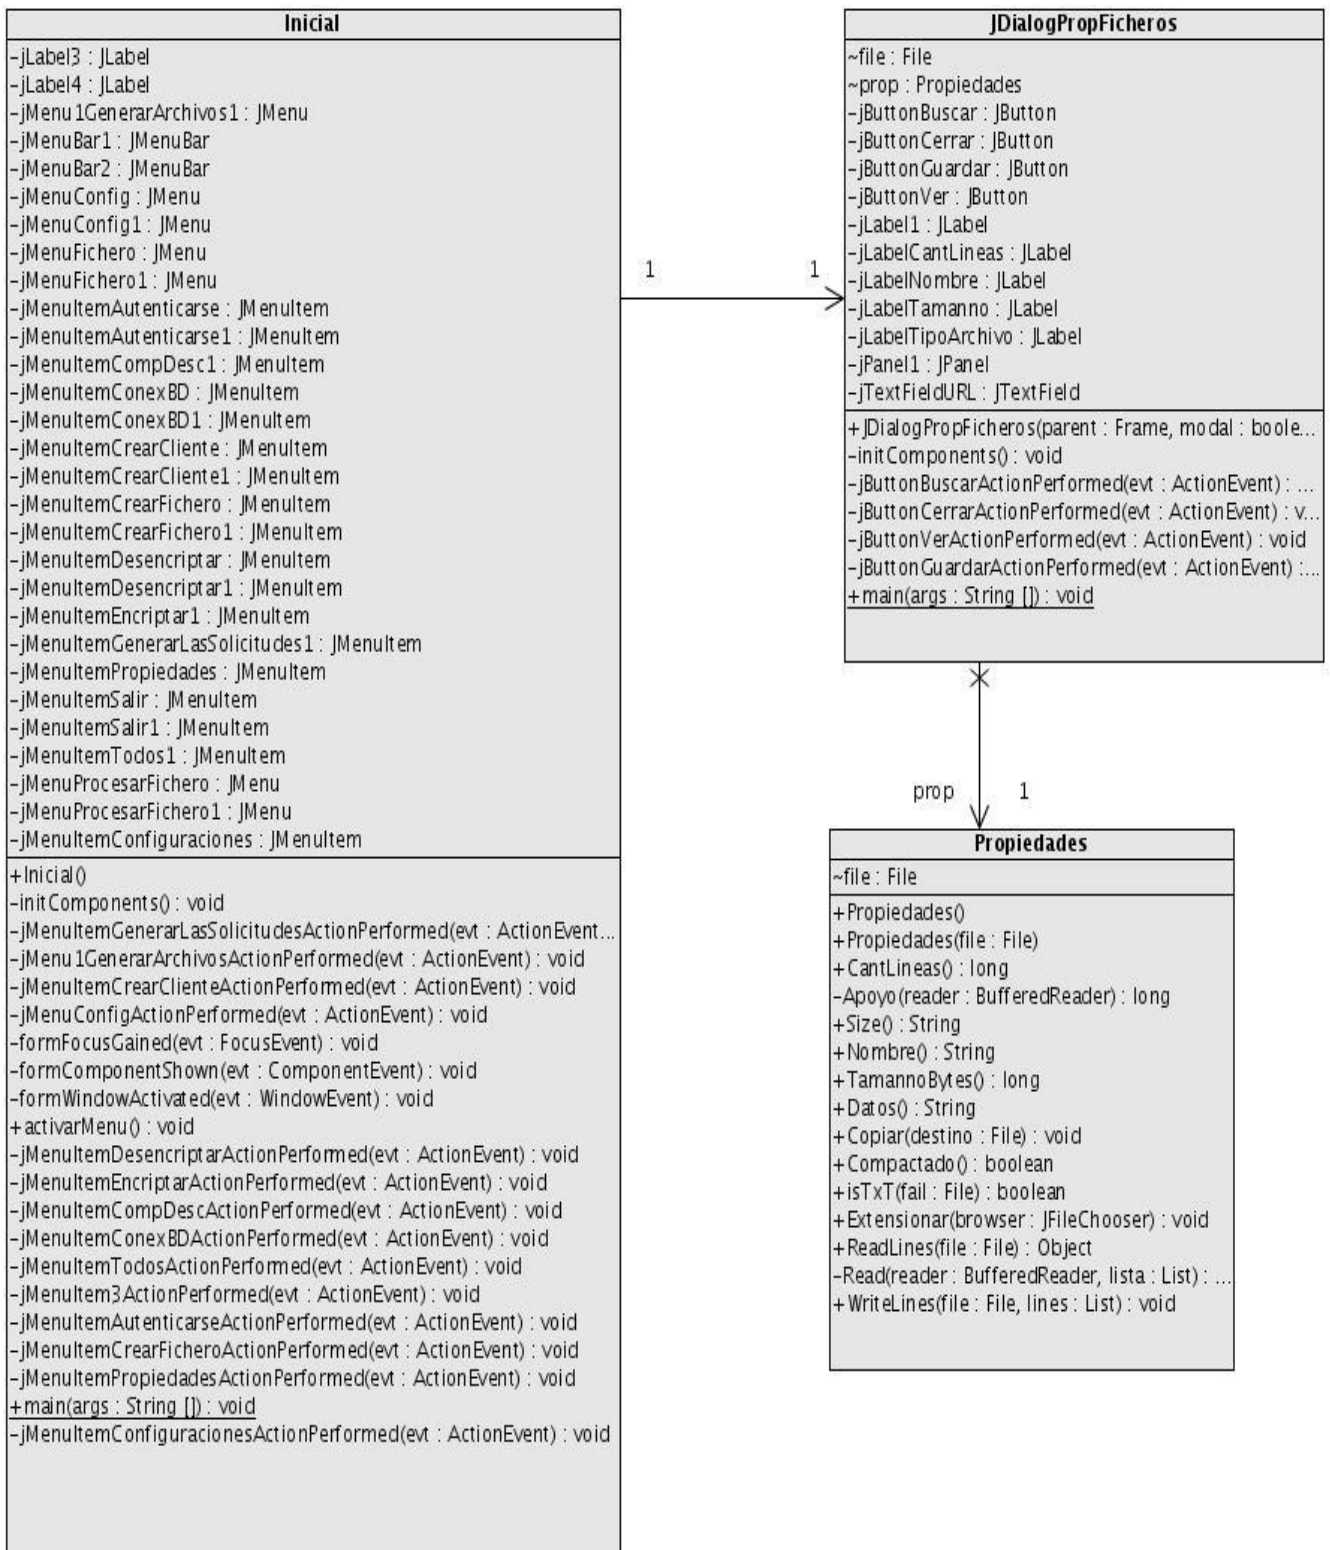 Inicial
-jLabel3 : JLabel
-jLabel4 : JLabel
-jMenu1GenerarArchivos1 : JMenu
-jMenuBar1 : JMenuBar
-jMenuBar2 : JMenuBar
-jMenuConfig : JMenu
-jMenuConfig1 : JMenu
-jMenuFichero : JMenu
-jMenuFichero1 : JMenu
-jMenuItemAutenticarse : JMenuItem
-jMenuItemAutenticarse1 : JMenuItem
-jMenuItemCompDesc1 : JMenuItem
-jMenuItemConexBD : JMenuItem
-jMenuItemConexBD1 : JMenuItem
-jMenuItemCrearCliente : JMenuItem
-jMenuItemCrearCliente1 : JMenuItem
-jMenuItemCrearFichero : JMenuItem
-jMenuItemCrearFichero1 : JMenuItem
-jMenuItemDesencriptar : JMenuItem
-jMenuItemDesencriptar1 : JMenuItem
-jMenuItemEncriptar1 : JMenuItem
-jMenuItemGenerarLasSolicitudes1 : JMenuItem
-jMenuItemPropiedades : JMenuItem
-jMenuItemSalir : JMenuItem
-jMenuItemSalir1 : JMenuItem
-jMenuItemTodos1 : JMenuItem
-jMenuProcesarFichero : JMenu
-jMenuProcesarFichero1 : JMenu
-jMenuItemConfiguraciones : JMenuItem
+Inicial()
-initComponents() : void
-jMenuItemGenerarLasSolicitudesActionPerformed(evt : ActionEvent...
-jMenu1GenerarArchivosActionPerformed(evt : ActionEvent) : void
-jMenuItemCrearClienteActionPerformed(evt : ActionEvent) : void
-jMenuConfigActionPerformed(evt : ActionEvent) : void
-formFocusGained(evt : FocusEvent) : void
-formComponentShown(evt : ComponentEvent) : void
-formWindowActivated(evt : WindowEvent) : void
+activarMenu() : void
-jMenuItemDesencriptarActionPerformed(evt : ActionEvent) : void
-jMenuItemEncriptarActionPerformed(evt : ActionEvent) : void
-jMenuItemCompDescActionPerformed(evt : ActionEvent) : void
-jMenuItemConexBDActionPerformed(evt : ActionEvent) : void
-jMenuItemTodosActionPerformed(evt : ActionEvent) : void
-jMenuItem3ActionPerformed(evt : ActionEvent) : void
-jMenuItemAutenticarseActionPerformed(evt : ActionEvent) : void
-jMenuItemCrearFicheroActionPerformed(evt : ActionEvent) : void
-jMenuItemPropiedadesActionPerformed(evt : ActionEvent) : void
+main(args : String []) : void
-jMenuItemConfiguracionesActionPerformed(evt : ActionEvent) : void
1 1
JDialogPropFicheros
~file : File
~prop : Propiedades
-jButtonBuscar : JButton
-jButtonCerrar : JButton
-jButtonGuardar : JButton
-jButtonVer : JButton
-jLabel1 : JLabel
-jLabelCantLineas : JLabel
-jLabelNombre : JLabel
-jLabelTamanno : JLabel
-jLabelTipoArchivo : JLabel
-jPanel1 : JPanel
-jTextFieldURL : JTextField
+JDialogPropFicheros(parent : Frame, modal : boole...
-initComponents() : void
-jButtonBuscarActionPerformed(evt : ActionEvent) : ...
-jButtonCerrarActionPerformed(evt : ActionEvent) : v...
-jButtonVerActionPerformed(evt : ActionEvent) : void
-jButtonGuardarActionPerformed(evt : ActionEvent) :...
+main(args : String []) : void
prop 1
Propiedades
~file : File
+Propiedades()
+Propiedades(file : File)
+CantLineas() : long
-Apoyo(reader : BufferedReader) : long
+Size() : String
+Nombre() : String
+TamannoBytes() : long
+Datos() : String
+Copiar(destino : File) : void
+Compactado() : boolean
+isTxT(fail : File) : boolean
+Extensionar(browser : JFileChooser) : void
+ReadLines(file : File) : Object
-Read(reader : BufferedReader, lista : List) : ...
+WriteLines(file : File, lines : List) : void